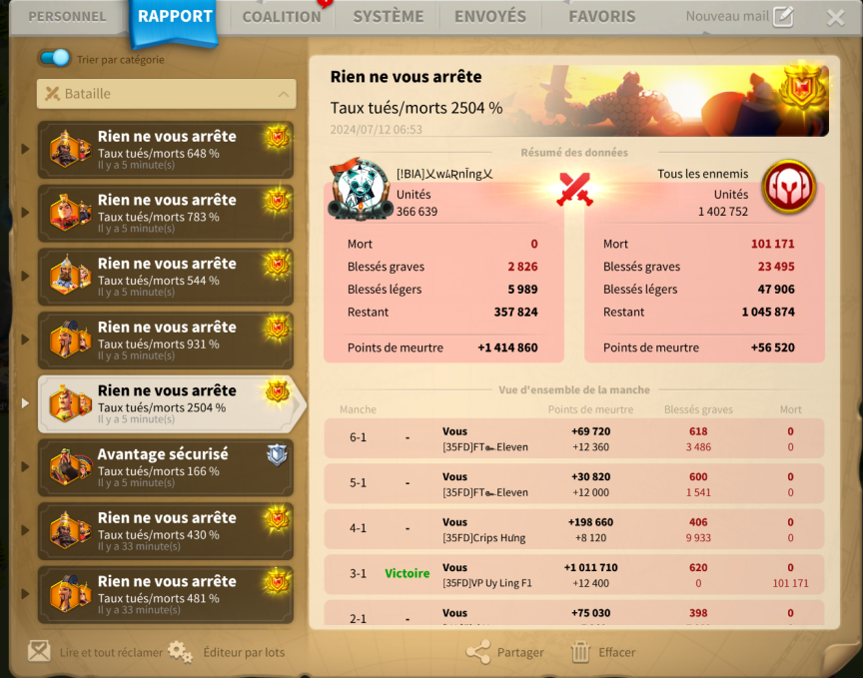 PERSONNEL
RAPPORT
COALITION
SYSTÈME
ENVOYÉS
FAVORIS
Nouveau mail
Trier par catégorie
Bataille
Rien ne vous arrête
Taux tués/morts 648 %
Il y a 5 minute(s)
Rien ne vous arrête
Taux tués/morts 783 %
Il y a 5 minute(s)
Rien ne vous arrête
Taux tués/morts 544 %
Il y a 5 minute(s)
Rien ne vous arrête
Taux tués/morts 931 %
Il y a 5 minute(s)
Rien ne vous arrête
Taux tués/morts 2504 %
Il y a 5 minute(s)
Avantage sécurisé
Taux tués/morts 166 %
Il y a 5 minute(s)
Rien ne vous arrête
Taux tués/morts 430 %
Il y a 33 minute(s)
Rien ne vous arrête
Taux tués/morts 481 %
Il y a 33 minute(s)
Rien ne vous arrête
Taux tués/morts 2504 %
2024/07/12 06:53
Résumé des données
Unités
366 639
Tous les ennemis
Unités
1 402 752
Mort 0
Blessés graves 2 826
Blessés légers 5 989
Restant 357 824
Points de meurtre +1 414 860
Mort 101 171
Blessés graves 23 495
Blessés légers 47 906
Restant 1 045 874
Points de meurtre +56 520
Vue d'ensemble de la manche
Manche Points de meurtre Blessés graves Mort
6-1 -
Vous +69 720 618 0
[35FD]FT Eleven +12 360 3 486 0
5-1 -
Vous +30 820 600 0
[35FD]FT Eleven +12 000 1 541 0
4-1 -
Vous +198 660 406 0
[35FD]Crips Hưng +8 120 9 933 0
3-1 Victoire
Vous +1 011 710 620 0
[35FD]VP Uy Ling F1 +12 400 0 101 171
2-1 -
Vous +75 030 398 0
Lire et tout réclamer
Éditeur par lots
Partager
Effacer